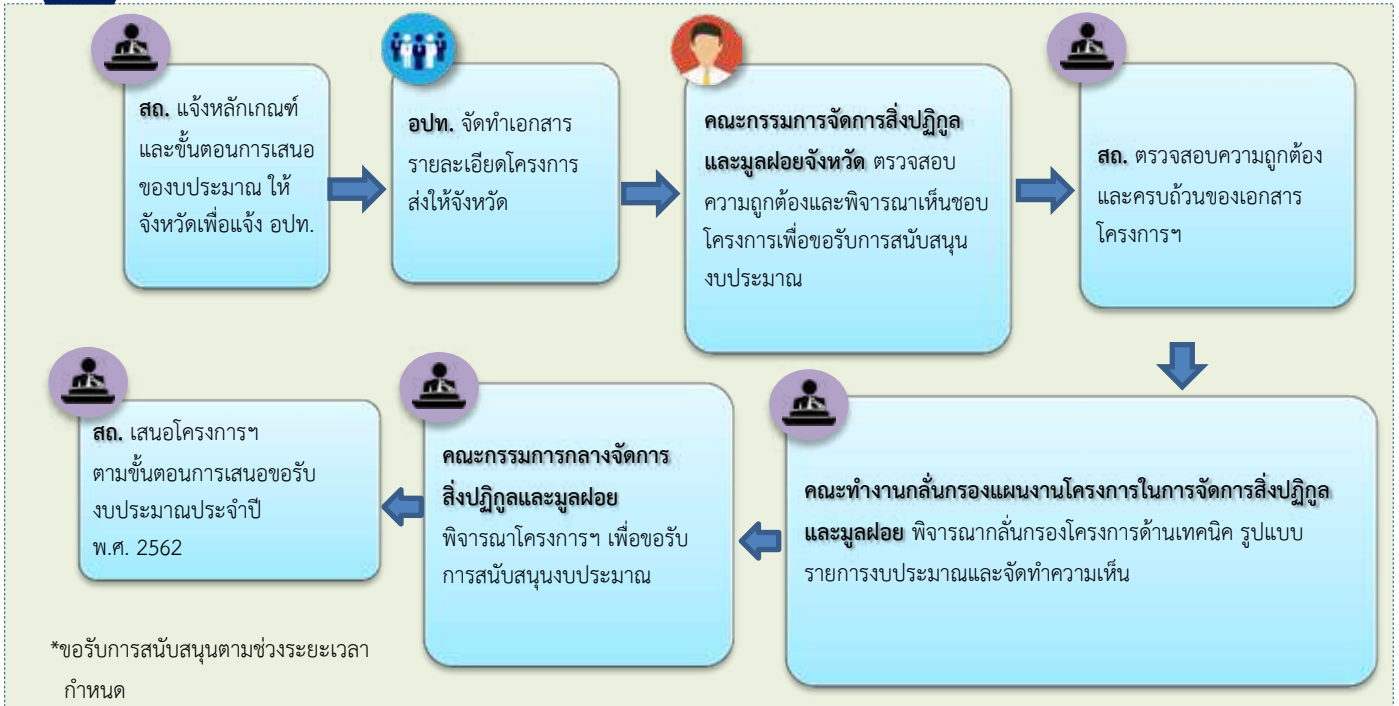 สถ. แจ้งหลักเกณฑ์
และขั้นตอนการเสนอ
ของบประมาณ ให้
จังหวัดเพื่อแจ้ง อปท.
อปท. จัดทำเอกสาร
รายละเอียดโครงการ
ส่งให้จังหวัด
คณะกรรมการจัดการสิ่งปฏิกูล
และมูลฝอยจังหวัด ตรวจสอบ
ความถูกต้องและพิจารณาเห็นชอบ
โครงการเพื่อขอรับการสนับสนุน
งบประมาณ
สถ. ตรวจสอบความถูกต้อง
และครบถ้วนของเอกสาร
โครงการฯ
คณะทำงานกลั่นกรองแผนงานโครงการในการจัดการสิ่งปฏิกูล
และมูลฝอย พิจารณากลั่นกรองโครงการด้านเทคนิค รูปแบบ
รายการงบประมาณและจัดทำความเห็น
คณะกรรมการกลางจัดการ
สิ่งปฏิกูลและมูลฝอย
พิจารณาโครงการฯ เพื่อขอรับ
การสนับสนุนงบประมาณ
สถ. เสนอโครงการฯ
ตามขั้นตอนการเสนอขอรับ
งบประมาณประจำปี
พ.ศ. 2562
*ขอรับการสนับสนุนตามช่วงระยะเวลา
กำหนด